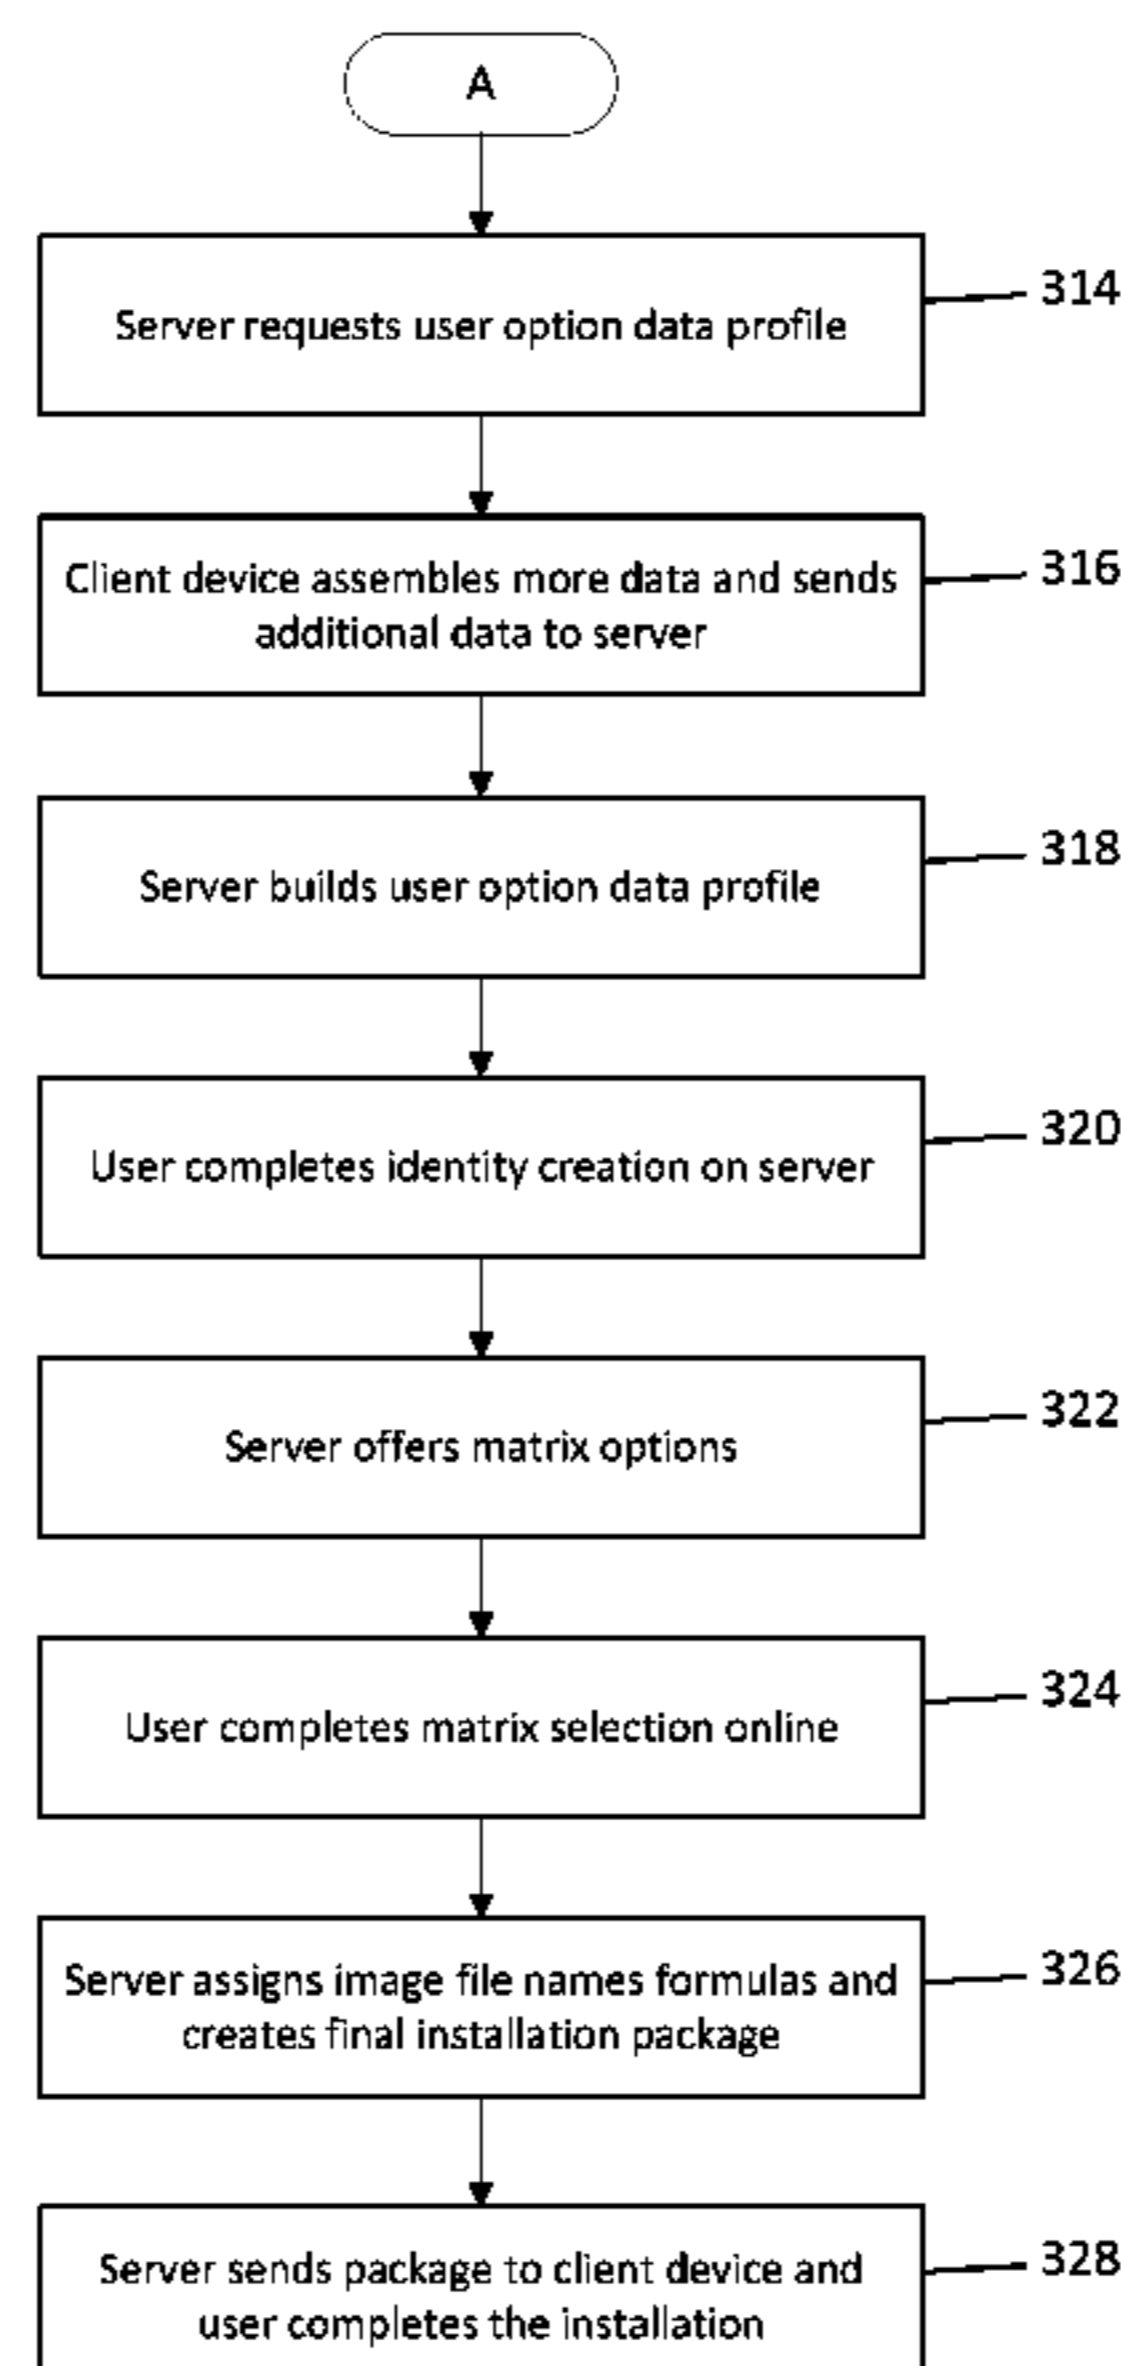 A
Server requests user option data profile
314
Client device assembles more data and sends
additional data to server
316
Server builds user option data profile
318
User completes identity creation on server
320
Server offers matrix options
322
User completes matrix selection online
324
Server assigns image file names formulas and
creates final installation package
326
Server sends package to client device and
user completes the installation
328